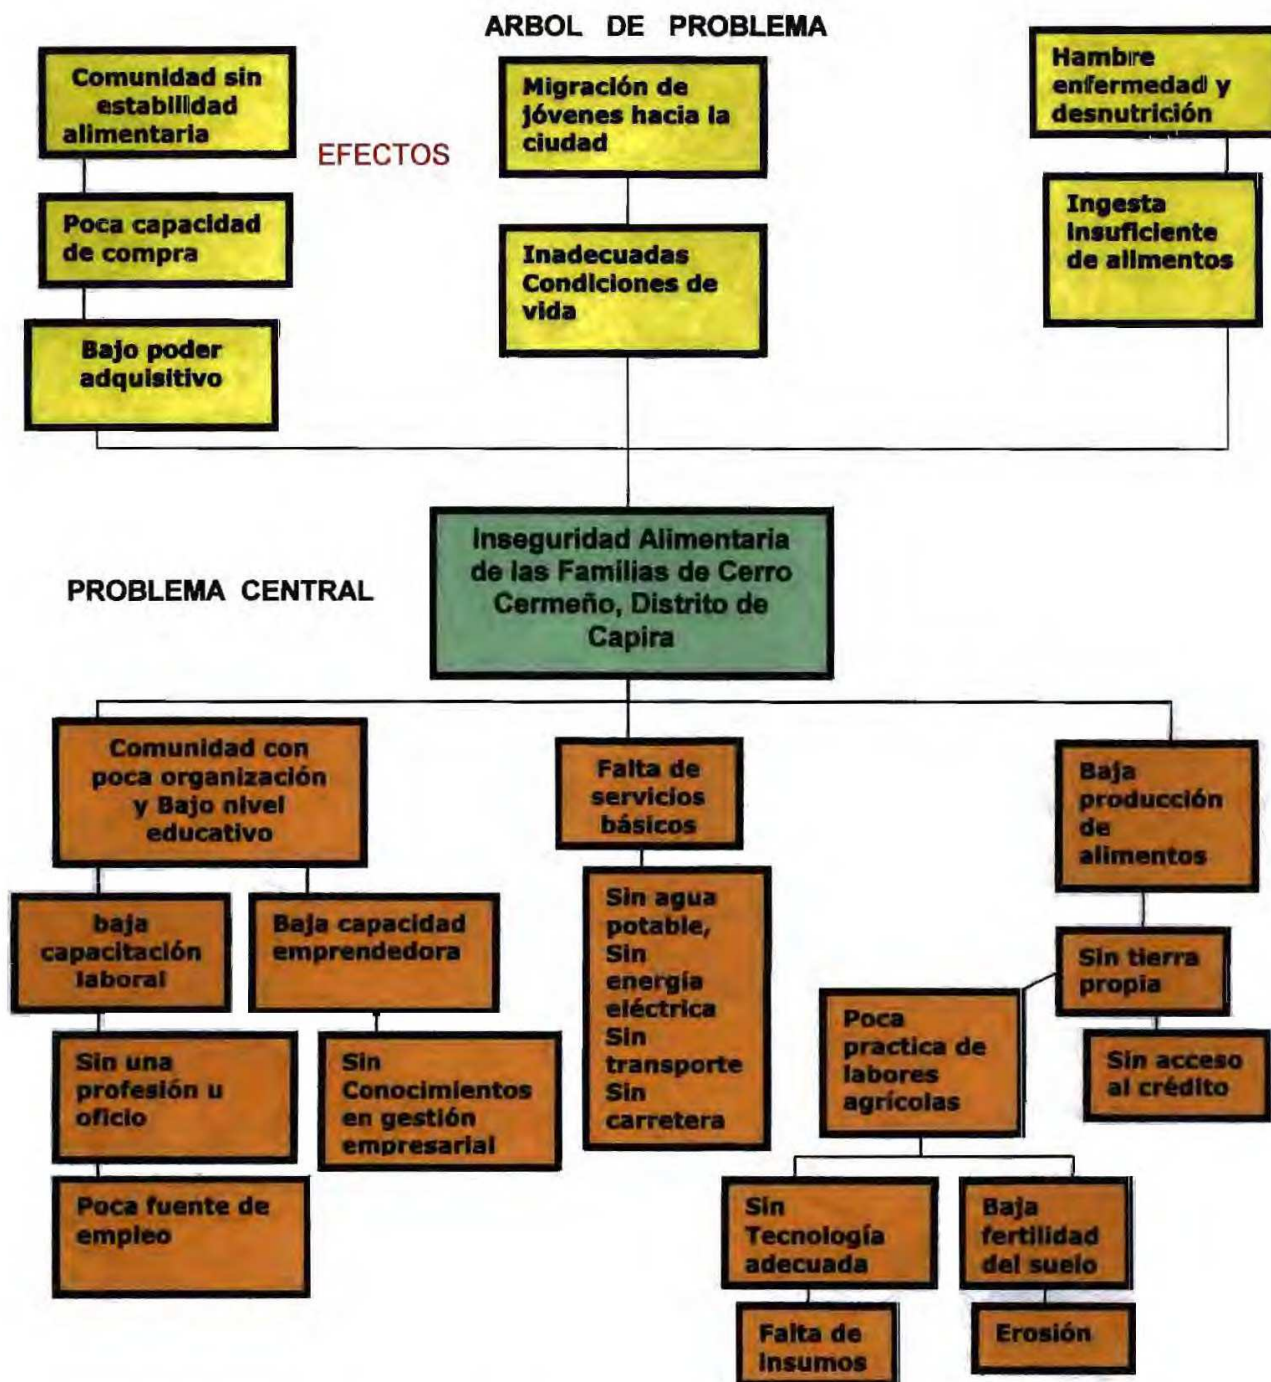 ARBOL DE PROBLEMA
Comunidad sin
estabilidad
alimentaria
EFECTOS
Migración de
jóvenes hacia la
ciudad
Hambre
enfermedad y
desnutrición
Poca capacidad
de compra
Inadecuadas
Condiciones de
vida
Ingesta
insuficiente
de alimentos
Bajo poder
adquisitivo
PROBLEMA CENTRAL
Inseguridad Alimentaria
de las Familias de Cerro
Cermeño, Distrito de
Capira
Comunidad con
poca organización
y Bajo nivel
educativo
Falta de
servicios
básicos
Baja
producción
de
alimentos
baja
capacitación
laboral
Baja capacidad
emprendedora
Sin agua
potable,
Sin
energía
eléctrica
Sin
transporte
Sin
carretera
Sin tierra
propia
Poca
practica de
labores
agrícolas
Sin acceso
al crédito
Sin una
profesión u
oficio
Sin
Conocimientos
en gestión
empresarial
Poca fuente de
empleo
Sin
Tecnología
adecuada
Baja
fertilidad
del suelo
Falta de
insumos
Erosión